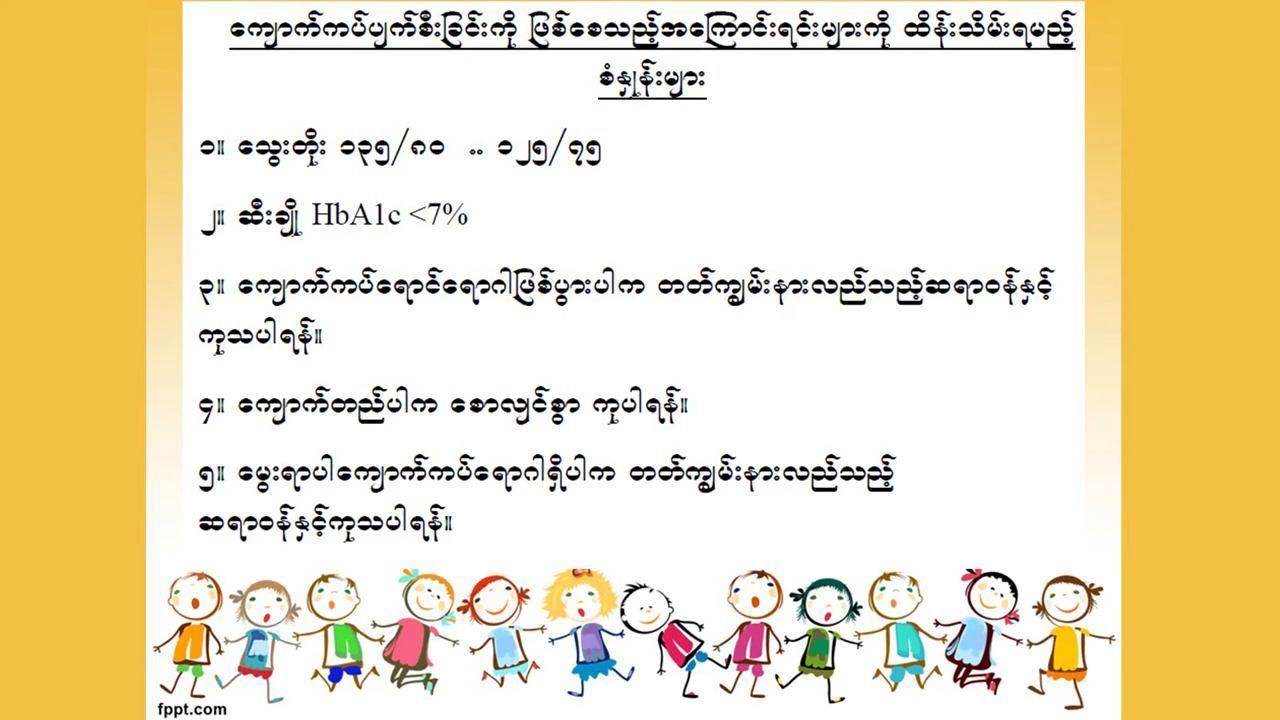 ကျောက်ကပ်ပျက်စီးခြင်းကို ဖြစ်စေသည့်အကြောင်းရင်းများကို ထိန်းသိမ်းရမည့်
စံနှုန်းများ
၁။ သွေးတိုး ၁၃၅/၈၀ .. ၁၂၅/၇၅
၂။ ဆီးချို HbA1c <7%
၃။ ကျောက်ကပ်ရောင်ရောဂါဖြစ်ပွားပါက တတ်ကျွမ်းနားလည်သည့်ဆရာဝန်နှင့်
ကုသပါရန်။
၄။ ကျောက်တည်ပါက စောလျင်စွာ ကုပါရန်။
၅။ မွေးရာပါကျောက်ကပ်ရောဂါရှိပါက တတ်ကျွမ်းနားလည်သည့်
ဆရာဝန်နှင့်ကုသပါရန်။
fppt.com